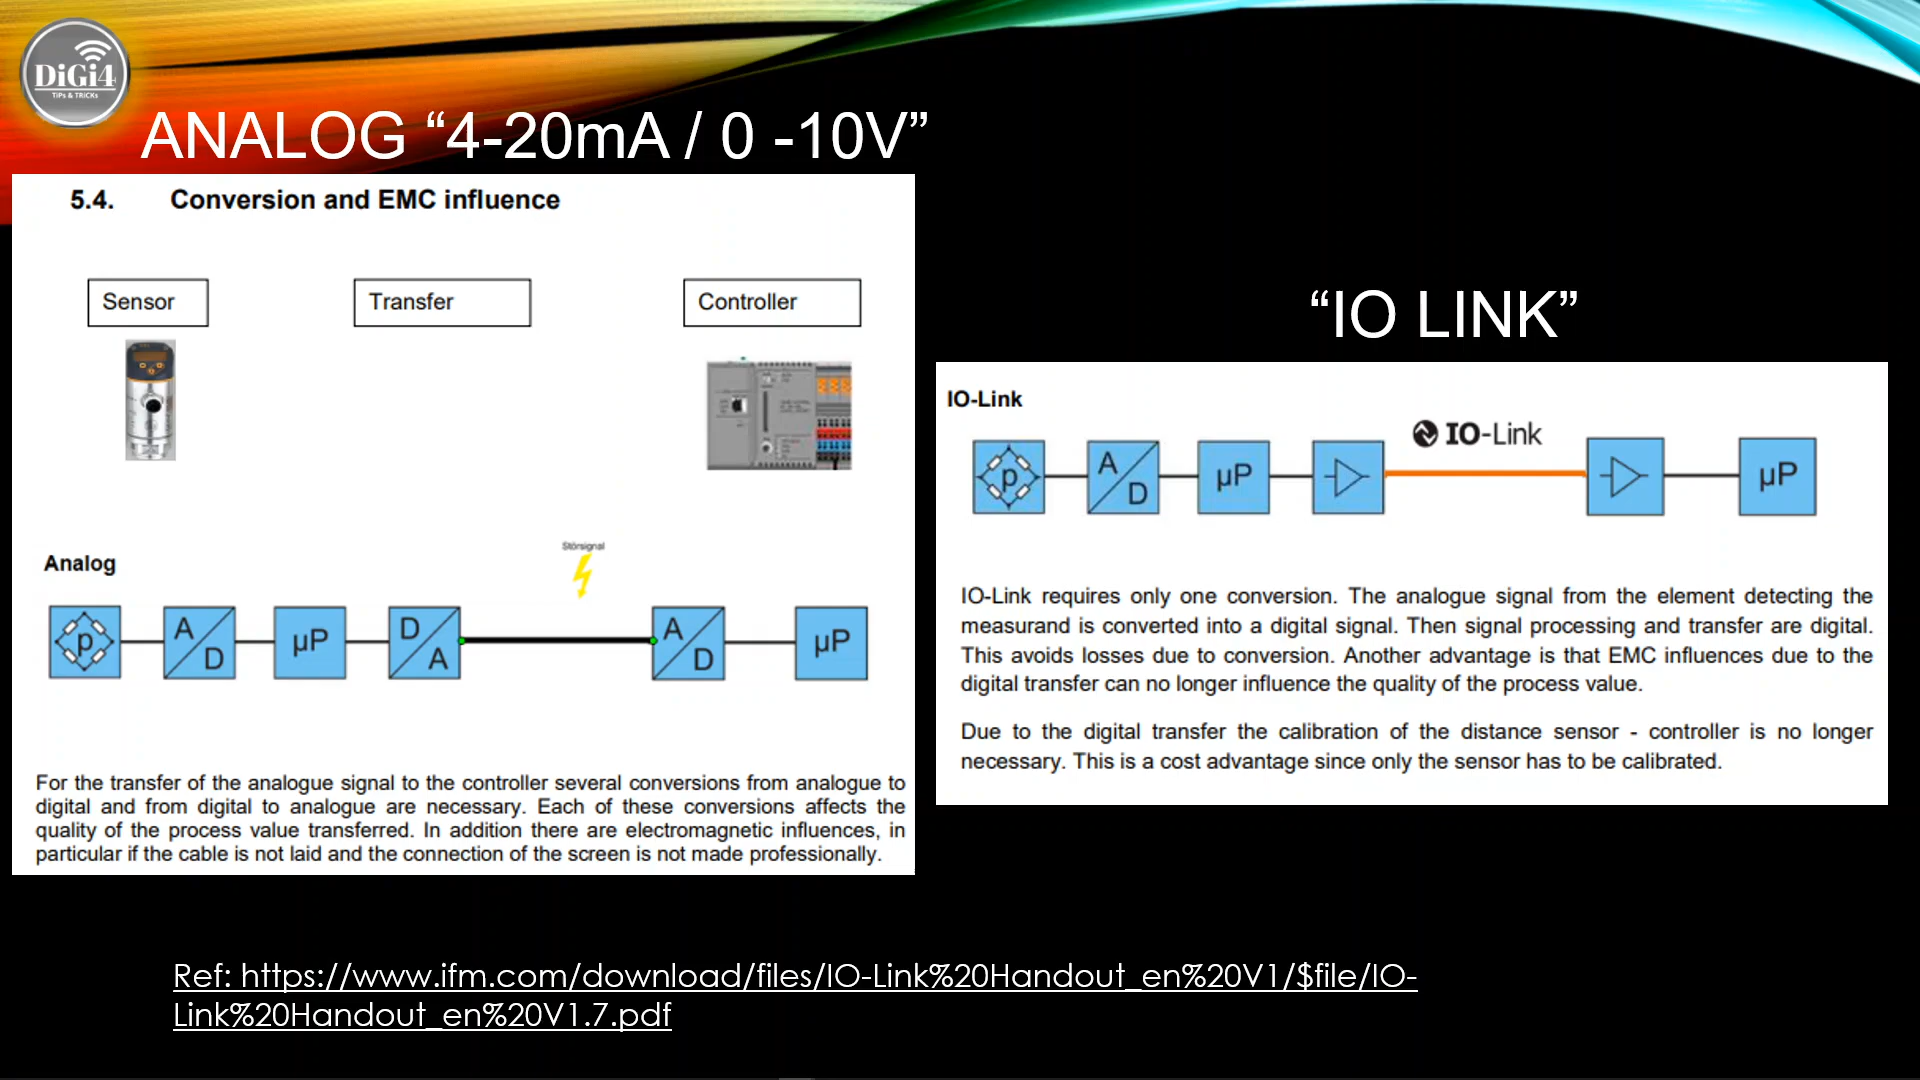 DiGi4
TiPs & TRiCKs
ANALOG “4-20mA / 0 -10V”
5.4. Conversion and EMC influence
Sensor
Transfer
Controller
Störsignal
Analog
p
A
D
µP
D
A
A
D
µP
For the transfer of the analogue signal to the controller several conversions from analogue to
digital and from digital to analogue are necessary. Each of these conversions affects the
quality of the process value transferred. In addition there are electromagnetic influences, in
particular if the cable is not laid and the connection of the screen is not made professionally.
“IO LINK”
IO-Link
IO-Link
p
A
D
µP
µP
IO-Link requires only one conversion. The analogue signal from the element detecting the
measurand is converted into a digital signal. Then signal processing and transfer are digital.
This avoids losses due to conversion. Another advantage is that EMC influences due to the
digital transfer can no longer influence the quality of the process value.
Due to the digital transfer the calibration of the distance sensor - controller is no longer
necessary. This is a cost advantage since only the sensor has to be calibrated.
Ref: https://www.ifm.com/download/files/IO-Link%20Handout_en%20V1/$file/IO-
Link%20Handout_en%20V1.7.pdf